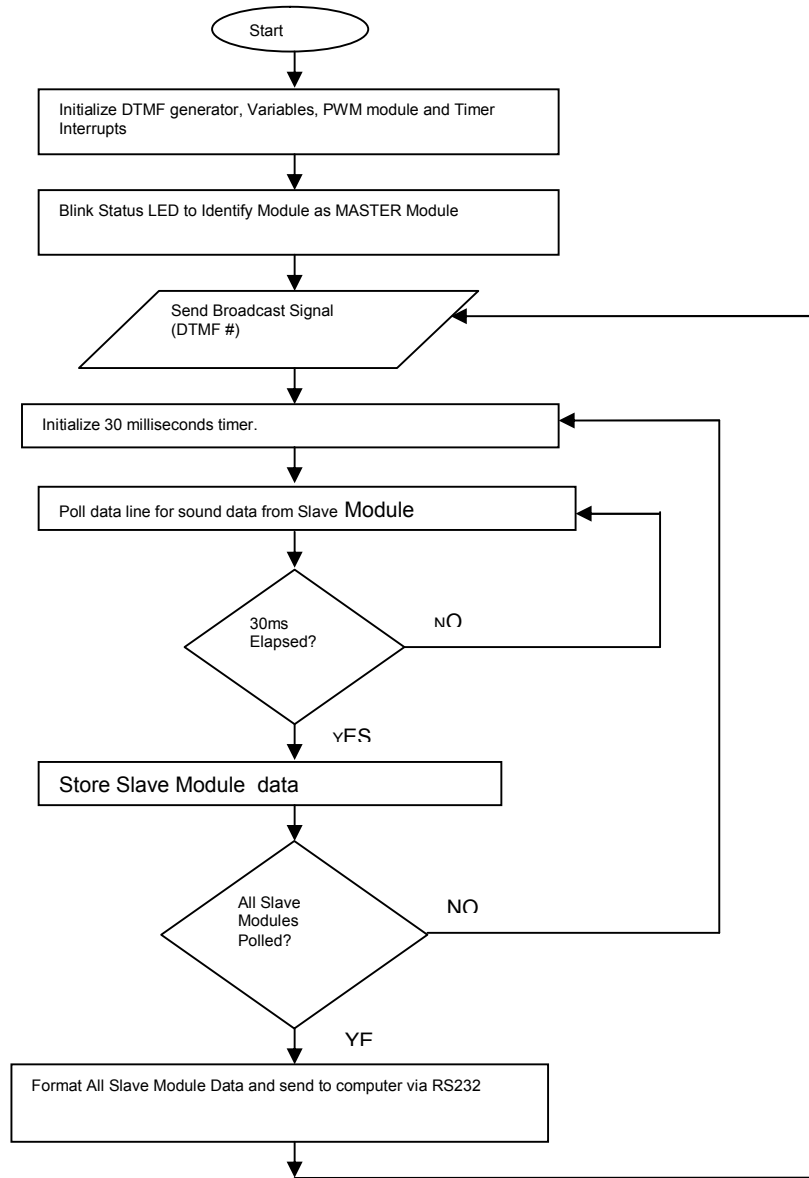 Start
Initialize DTMF generator, Variables, PWM module and Timer
Interrupts
Blink Status LED to Identify Module as MASTER Module
Send Broadcast Signal
(DTMF #)
Initialize 30 milliseconds timer.
Poll data line for sound data from Slave Module
30ms
Elapsed?
NO
YES
Store Slave Module data
All Slave
Modules
Polled?
NO
YE
Format All Slave Module Data and send to computer via RS232